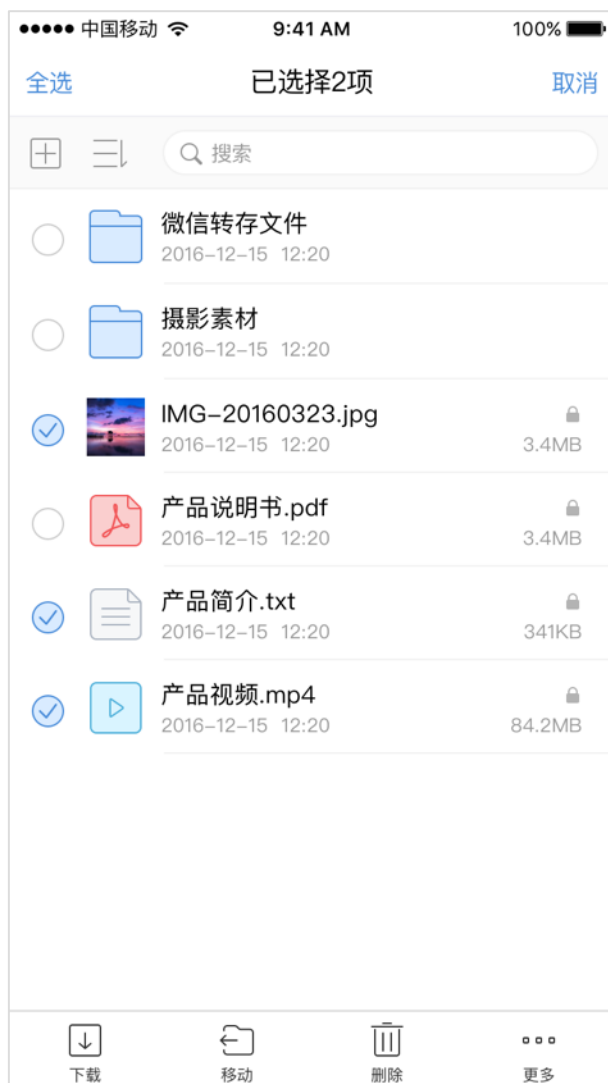 中国移动 9:41 AM 100%
全选 已选择2项 取消
搜索
微信转存文件
2016-12-15 12:20
摄影素材
2016-12-15 12:20
IMG-20160323.jpg
2016-12-15 12:20 3.4MB
产品说明书.pdf
2016-12-15 12:20 3.4MB
产品简介.txt
2016-12-15 12:20 341KB
产品视频.mp4
2016-12-15 12:20 84.2MB
下载 移动 删除 更多